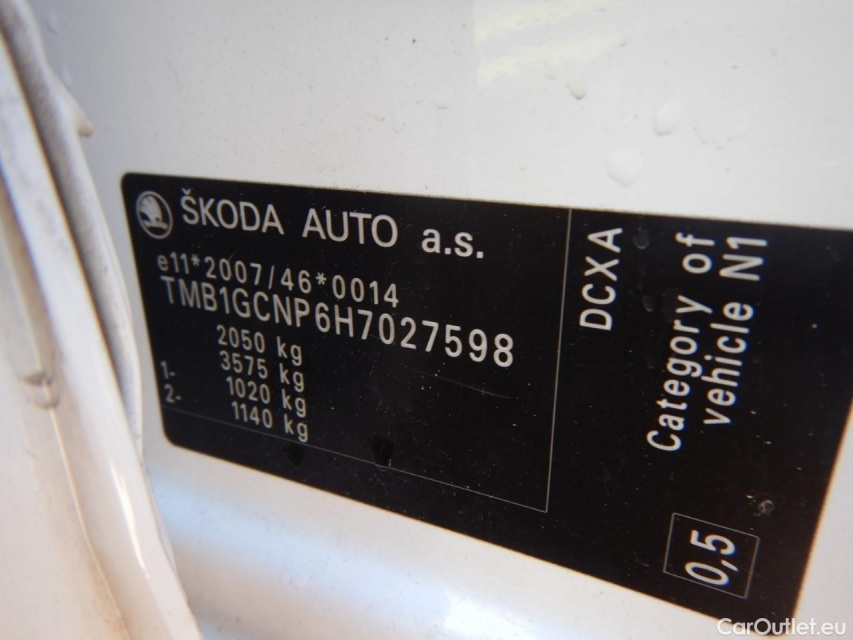 ŠKODA AUTO a.s.
e11*2007/46*0014
TMB1GCNP6H7027598
2050 kg
3575 kg
1- 1020 kg
2- 1140 kg
DCXA
Category of
vehicle N1
0,5
CarOutlet.eu